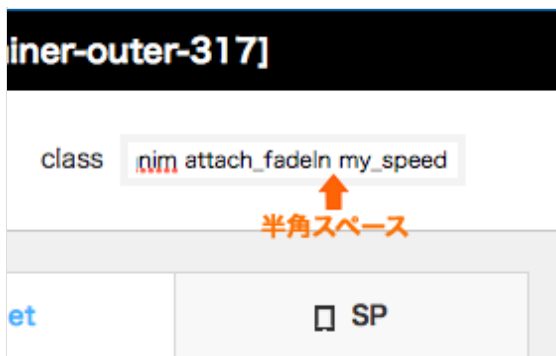 iner-outer-317]
class nim attach_fadeIn my_speed
半角スペース
et SP